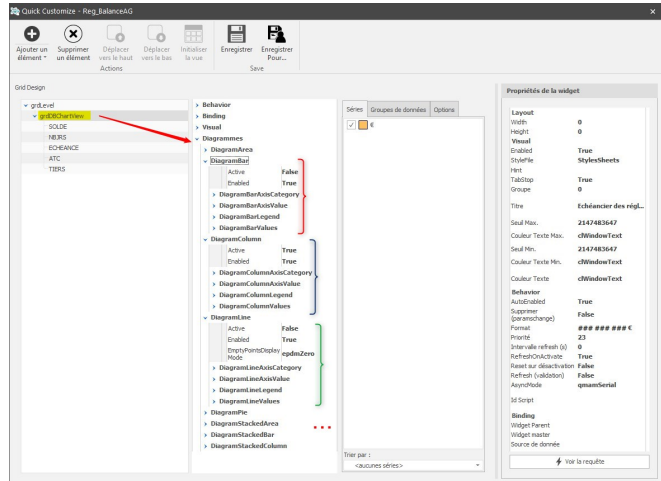 Quick Customize - Reg_BalanceAG
Ajouter un élément
Supprimer un élément
Déplacer vers le haut
Déplacer vers le bas
Initialiser la vue
Enregistrer
Enregistrer Pour...
Actions
Save
Grid Design
grdLevel
grdDBChartView
SOLDE
NBJRS
ECHEANCE
ATC
TIERS
Behavior
Binding
Visual
Diagrammes
DiagramArea
DiagramBar
Active False
Enabled True
DiagramBarAxisCategory
DiagramBarAxisValue
DiagramBarLegend
DiagramBarValues
DiagramColumn
Active True
Enabled True
DiagramColumnAxisCategory
DiagramColumnAxisValue
DiagramColumnLegend
DiagramColumnValues
DiagramLine
Active False
Enabled True
EmptyPointsDisplay Mode epdmZero
DiagramLineAxisCategory
DiagramLineAxisValue
DiagramLineLegend
DiagramLineValues
DiagramPie
DiagramStackedArea
DiagramStackedBar
DiagramStackedColumn
Séries Groupes de données Options
€
Trier par :
<aucunes séries>
Propriétés de la widget
Layout
Width 0
Height 0
Visual
Enabled True
StyleFile StylesSheets
Hint
TabStop True
Groupe 0
Titre Echéancier des régl...
Seuil Max. 2147483647
Couleur Texte Max. clWindowText
Seuil Min. 2147483647
Couleur Texte Min. clWindowText
Couleur Texte clWindowText
Behavior
AutoEnabled True
Supprimer (paramschange) False
Format ### ### ### €
Priorité 23
Intervalle refresh (s) 0
RefreshOnActivate True
Reset sur désactivation False
Refresh (validation) False
AsyncMode qmamSerial
Id Script
Binding
Widget Parent
Widget master
Source de donnée
Voir la requête